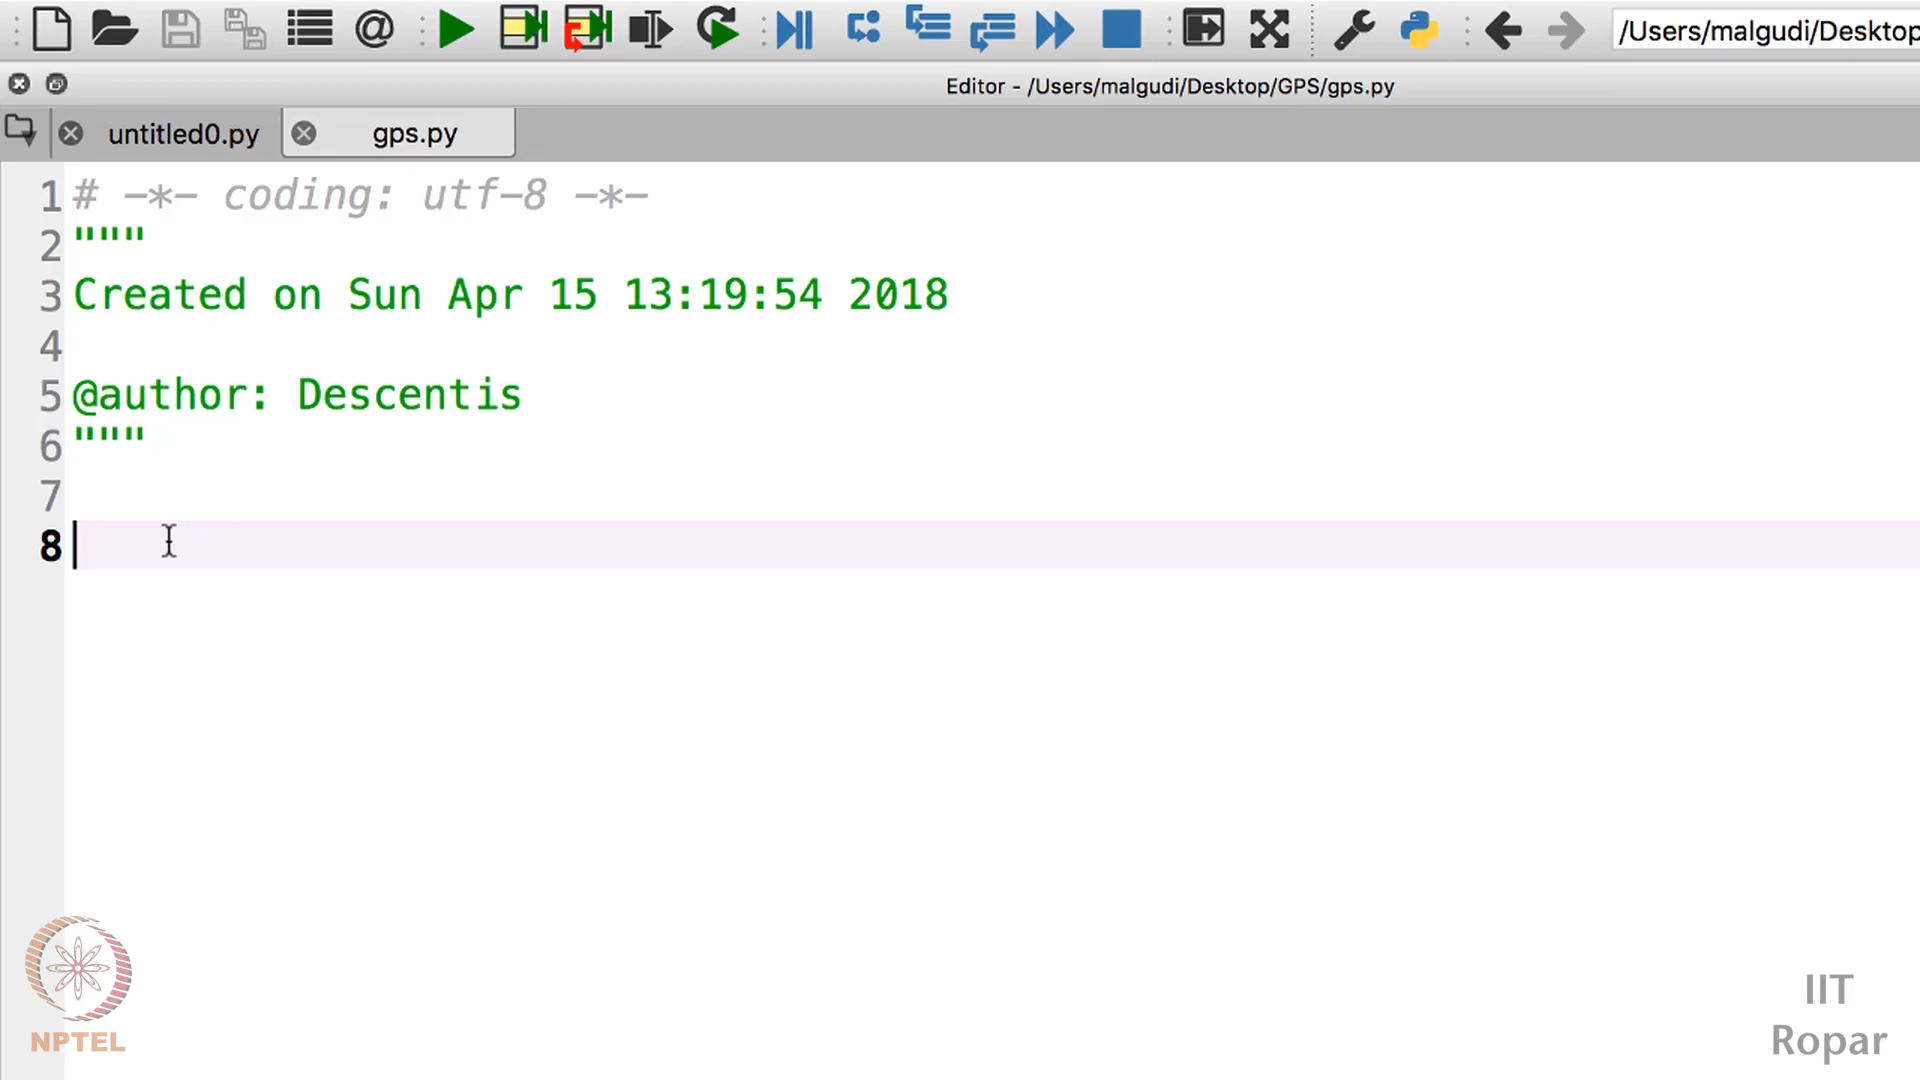 /Users/malgudi/Desktop
Editor - /Users/malgudi/Desktop/GPS/gps.py
untitled0.py
gps.py
1 # -*- coding: utf-8 -*-
2 """
3 Created on Sun Apr 15 13:19:54 2018
4
5 @author: Descentis
6 """
7
8
NPTEL
IIT
Ropar